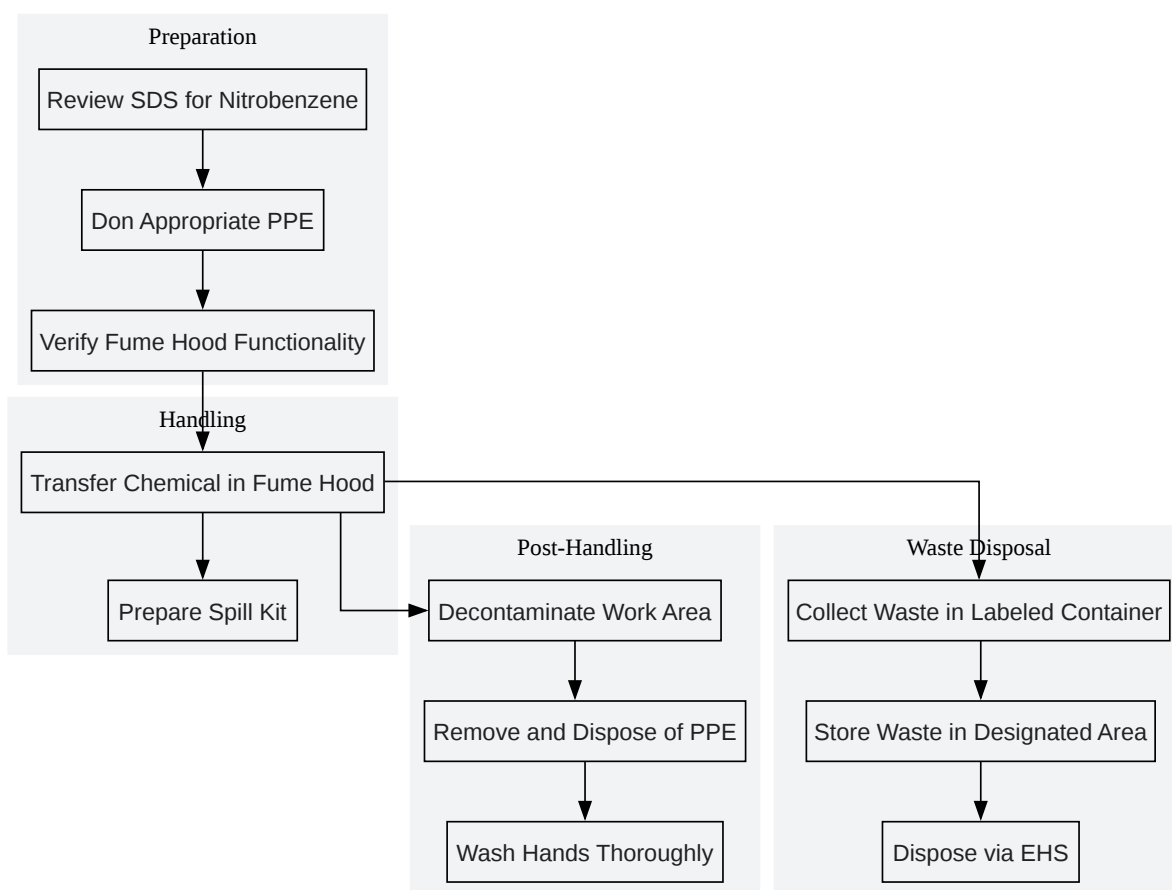 Preparation
Review SDS for Nitrobenzene
Don Appropriate PPE
Verify Fume Hood Functionality
Handling
Transfer Chemical in Fume Hood
Prepare Spill Kit
Post-Handling
Decontaminate Work Area
Remove and Dispose of PPE
Wash Hands Thoroughly
Waste Disposal
Collect Waste in Labeled Container
Store Waste in Designated Area
Dispose via EHS